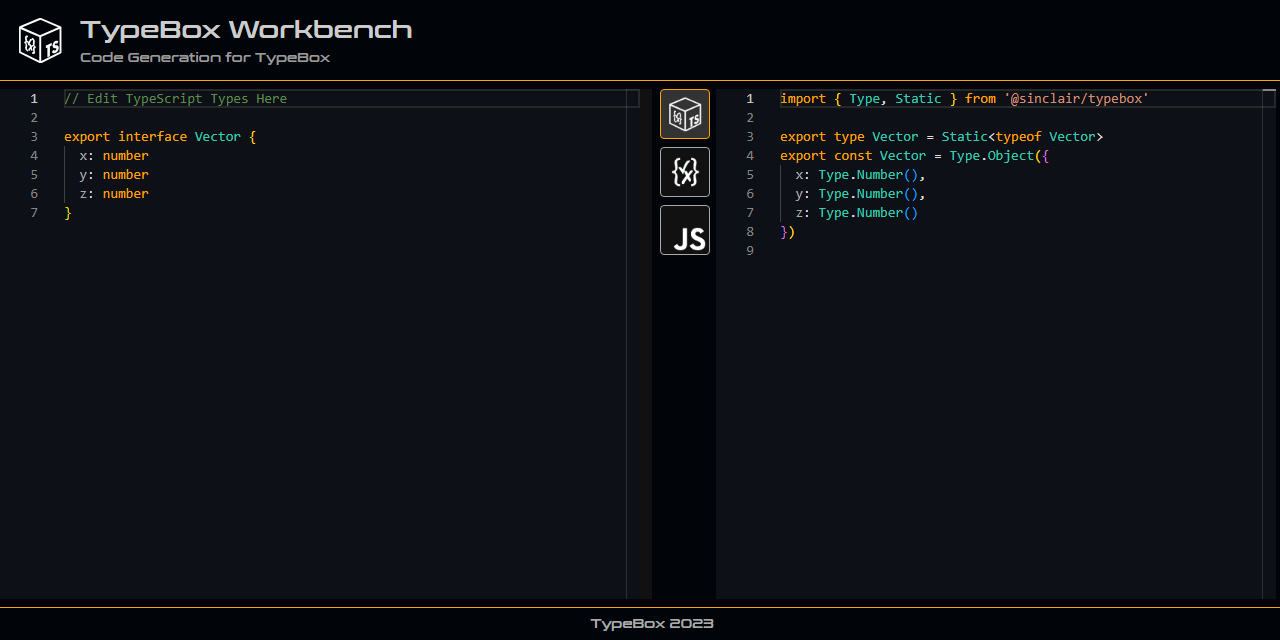 TypeBox Workbench
Code Generation for TypeBox
1 // Edit TypeScript Types Here
2
3 export interface Vector {
4   x: number
5   y: number
6   z: number
7 }
TS
JS
1 import { Type, Static } from '@sinclair/typebox'
2
3 export type Vector = Static<typeof Vector>
4 export const Vector = Type.Object({
5   x: Type.Number(),
6   y: Type.Number(),
7   z: Type.Number()
8 })
9
TypeBox 2023